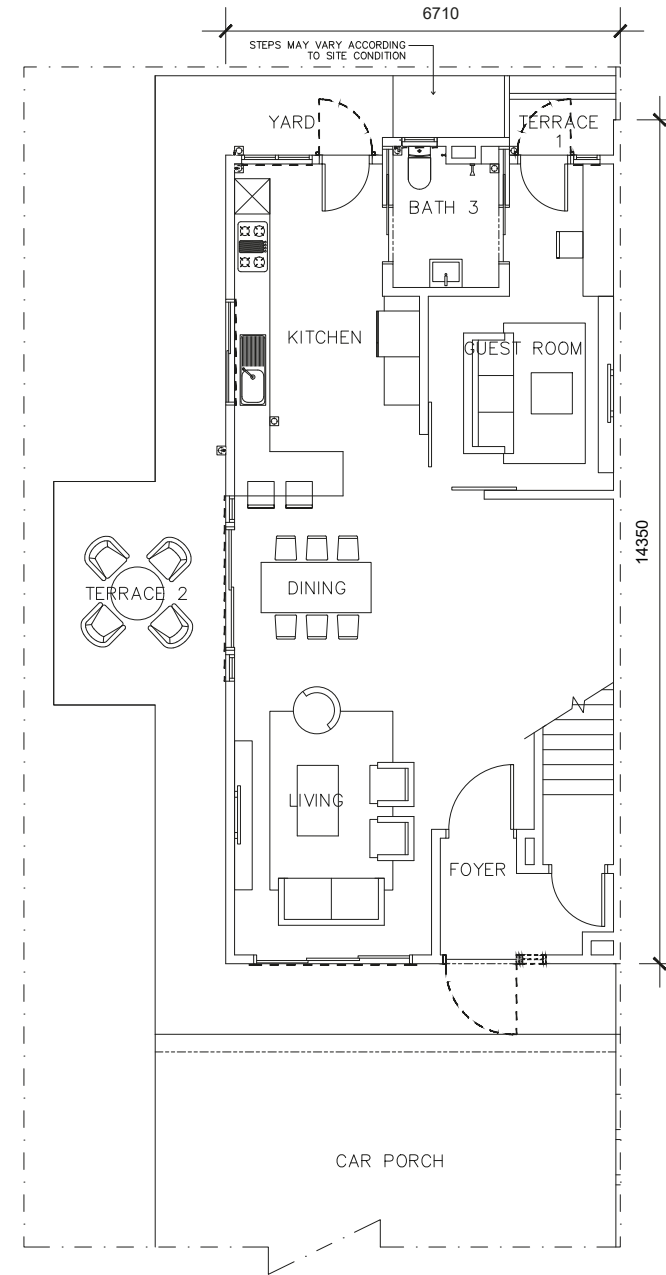 6710
STEPS MAY VARY ACCORDING
TO SITE CONDITION
YARD
TERRACE
1
BATH 3
KITCHEN
GUEST ROOM
14350
DINING
TERRACE 2
LIVING
FOYER
CAR PORCH